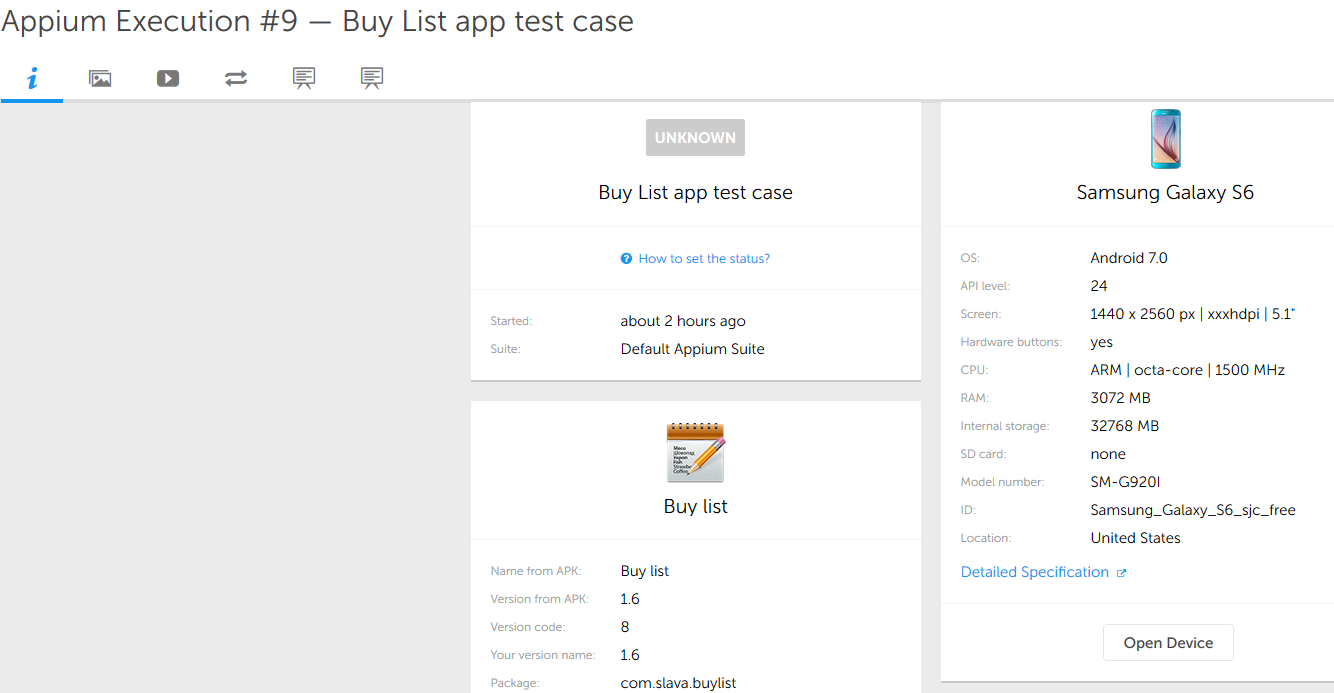 Appium Execution #9 — Buy List app test case
UNKNOWN
Buy List app test case
How to set the status?
Started: about 2 hours ago
Suite: Default Appium Suite
Мясо
Шоколад
Fish
Coffee
Buy list
Name from APK: Buy list
Version from APK: 1.6
Version code: 8
Your version name: 1.6
Package: com.slava.buylist
Samsung Galaxy S6
OS: Android 7.0
API level: 24
Screen: 1440 x 2560 px | xxxhdpi | 5.1"
Hardware buttons: yes
CPU: ARM | octa-core | 1500 MHz
RAM: 3072 MB
Internal storage: 32768 MB
SD card: none
Model number: SM-G920I
ID: Samsung_Galaxy_S6_sjc_free
Location: United States
Detailed Specification
Open Device